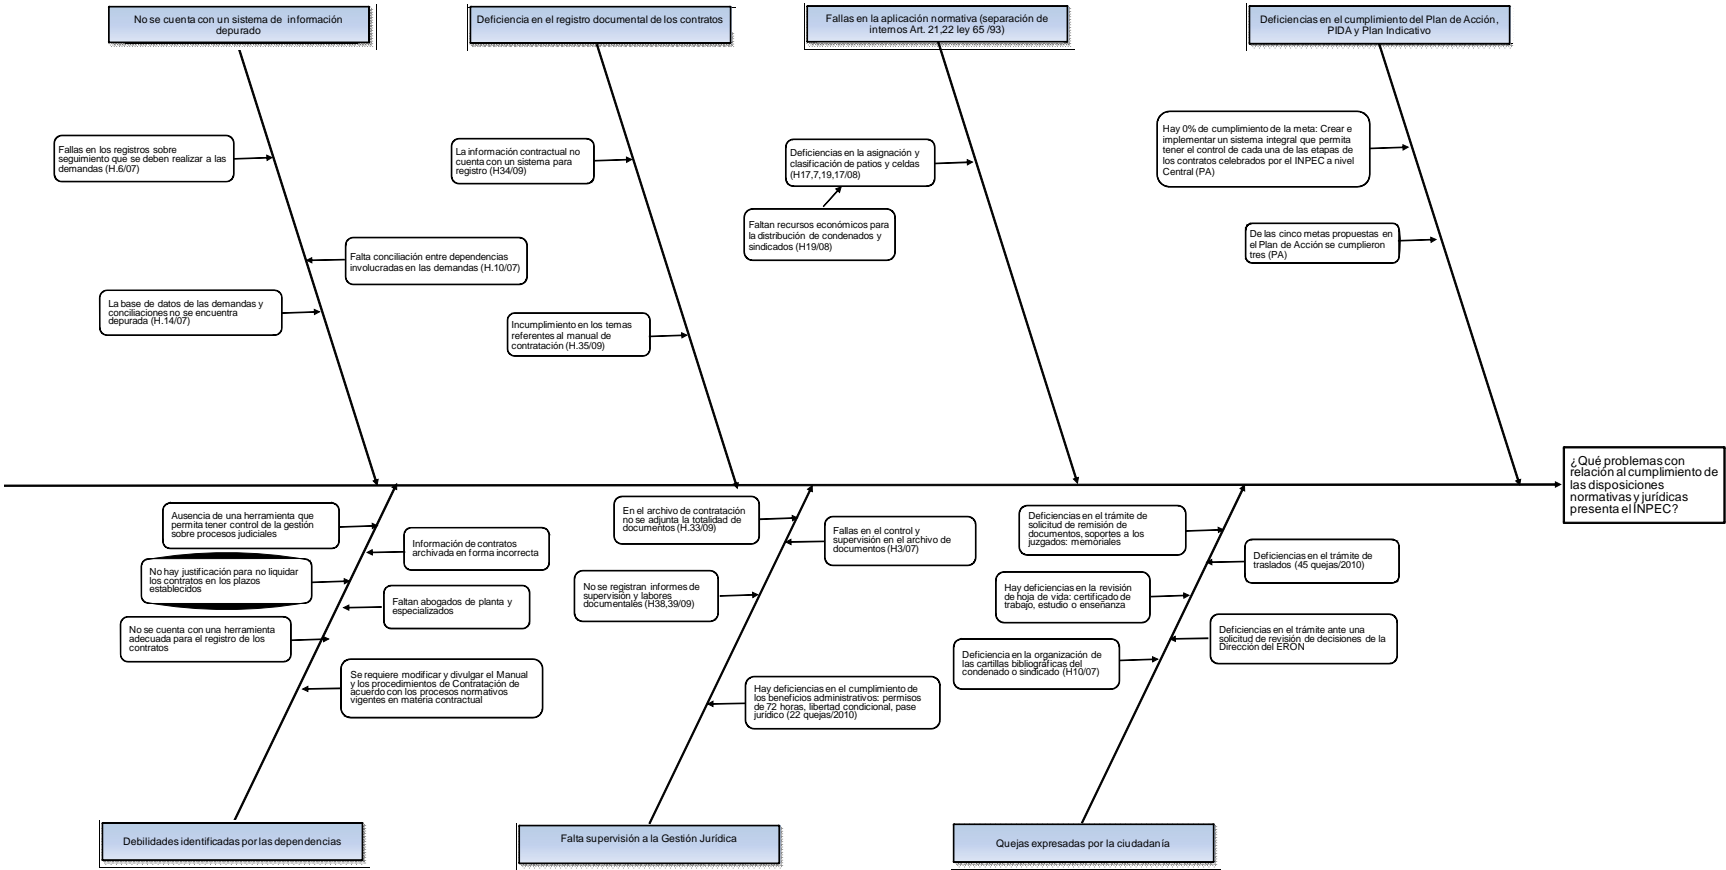 No se cuenta con un sistema de información
depurado
Deficiencia en el registro documental de los contratos
Fallas en la aplicación normativa (separación de
internos Art. 21,22 ley 65 /93)
Deficiencias en el cumplimiento del Plan de Acción,
PIDA y Plan Indicativo
Fallas en los registros sobre
seguimiento que se deben realizar a las
demandas (H.6/07)
Falta conciliación entre dependencias
involucradas en las demandas (H.10/07)
La base de datos de las demandas y
conciliaciones no se encuentra
depurada (H.14/07)
La información contractual no
cuenta con un sistema para
registro (H34/09)
Incumplimiento en los temas
referentes al manual de
contratación (H.35/09)
Deficiencias en la asignación y
clasificación de patios y celdas
(H17,7,19,17/08)
Faltan recursos económicos para
la distribución de condenados y
sindicados (H19/08)
Hay 0% de cumplimiento de la meta: Crear e
implementar un sistema integral que permita
tener el control de cada una de las etapas de
los contratos celebrados por el INPEC a nivel
Central (PA)
De las cinco metas propuestas en
el Plan de Acción se cumplieron
tres (PA)
¿Qué problemas con
relación al cumplimiento de
las disposiciones
normativas y jurídicas
presenta el INPEC?
Ausencia de una herramienta que
permita tener control de la gestión
sobre procesos judiciales
Información de contratos
archivada en forma incorrecta
No hay justificación para no liquidar
los contratos en los plazos
establecidos
Faltan abogados de planta y
especializados
No se cuenta con una herramienta
adecuada para el registro de los
contratos
Se requiere modificar y divulgar el Manual
y los procedimientos de Contratación de
acuerdo con los procesos normativos
vigentes en materia contractual
En el archivo de contratación
no se adjunta la totalidad de
documentos (H.33/09)
Fallas en el control y
supervisión en el archivo de
documentos (H3/07)
No se registran informes de
supervisión y labores
documentales (H38,39/09)
Hay deficiencias en el cumplimiento de
los beneficios administrativos: permisos
de 72 horas, libertad condicional, pase
jurídico (22 quejas/2010)
Deficiencias en el trámite de
solicitud de remisión de
documentos, soportes a los
juzgados: memoriales
Deficiencias en el trámite de
traslados (45 quejas/2010)
Hay deficiencias en la revisión
de hoja de vida: certificado de
trabajo, estudio o enseñanza
Deficiencias en el trámite ante una
solicitud de revisión de decisiones de la
Dirección del ERON
Deficiencia en la organización de
las cartillas bibliográficas del
condenado o sindicado (H10/07)
Debilidades identificadas por las dependencias
Falta supervisión a la Gestión Jurídica
Quejas expresadas por la ciudadanía